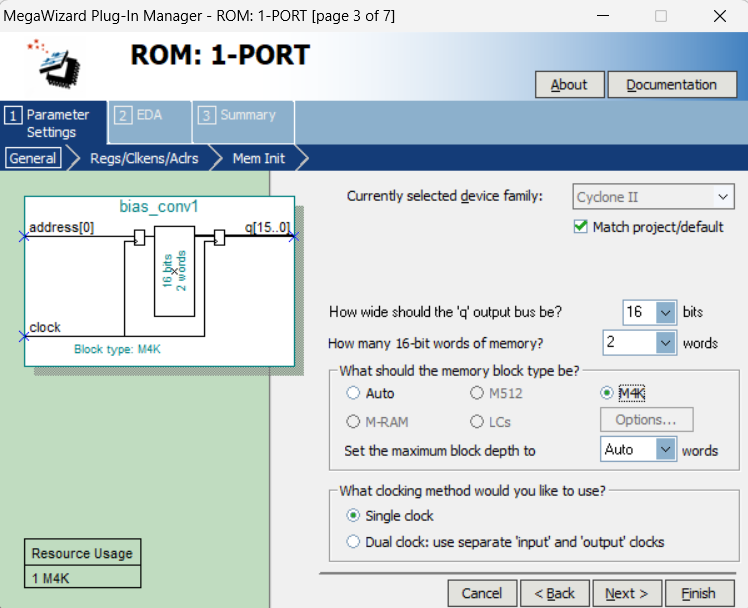 MegaWizard Plug-In Manager - ROM: 1-PORT [page 3 of 7]
ROM: 1-PORT
About
Documentation
1 Parameter Settings
2 EDA
3 Summary
General
Regs/Clkens/Aclrs
Mem Init
bias_conv1
address[0]
q[15..0]
16 bits
2 words
clock
Block type: M4K
Currently selected device family:
Cyclone II
Match project/default
How wide should the 'q' output bus be?
16
bits
How many 16-bit words of memory?
2
words
What should the memory block type be?
Auto
M512
M4K
M-RAM
LCs
Options...
Set the maximum block depth to
Auto
words
What clocking method would you like to use?
Single clock
Dual clock: use separate 'input' and 'output' clocks
Resource Usage
1 M4K
Cancel
< Back
Next >
Finish